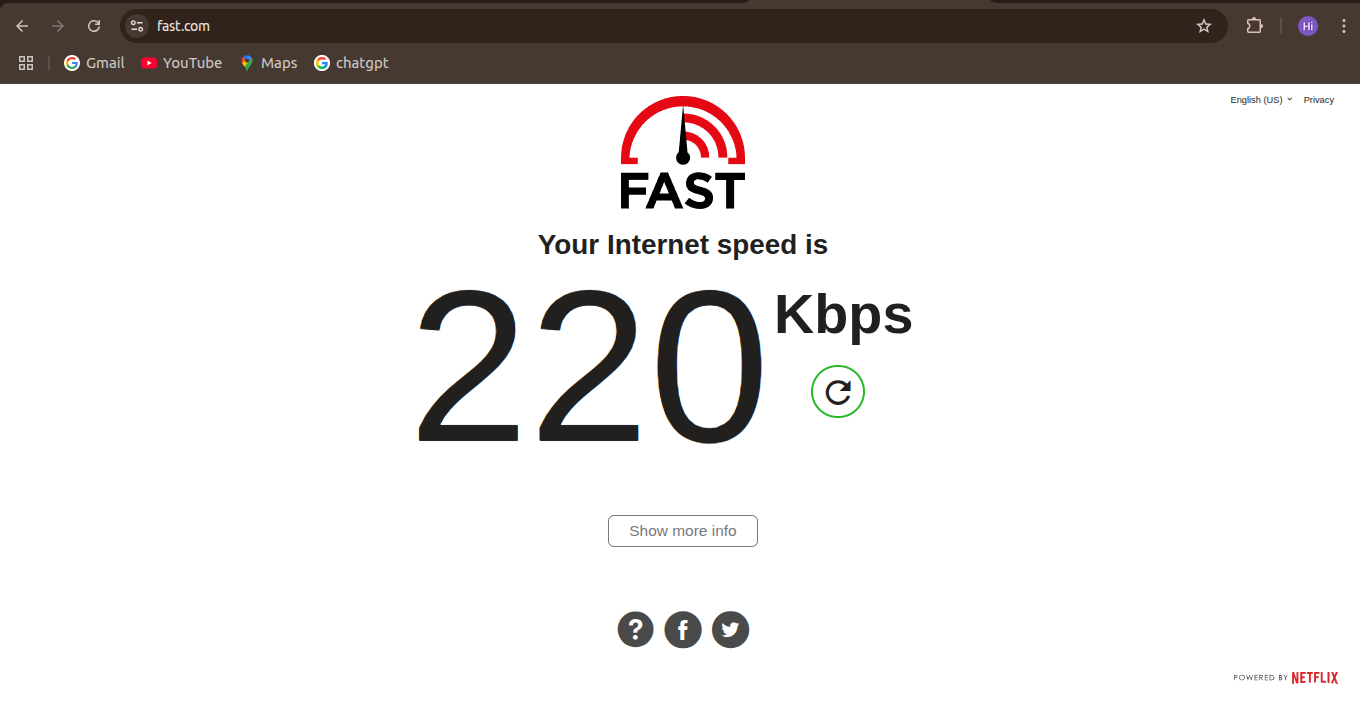 fast.com
Hi
Gmail
YouTube
Maps
chatgpt
English (US)
Privacy
FAST
Your Internet speed is
220 Kbps
Show more info
?
f
POWERED BY NETFLIX